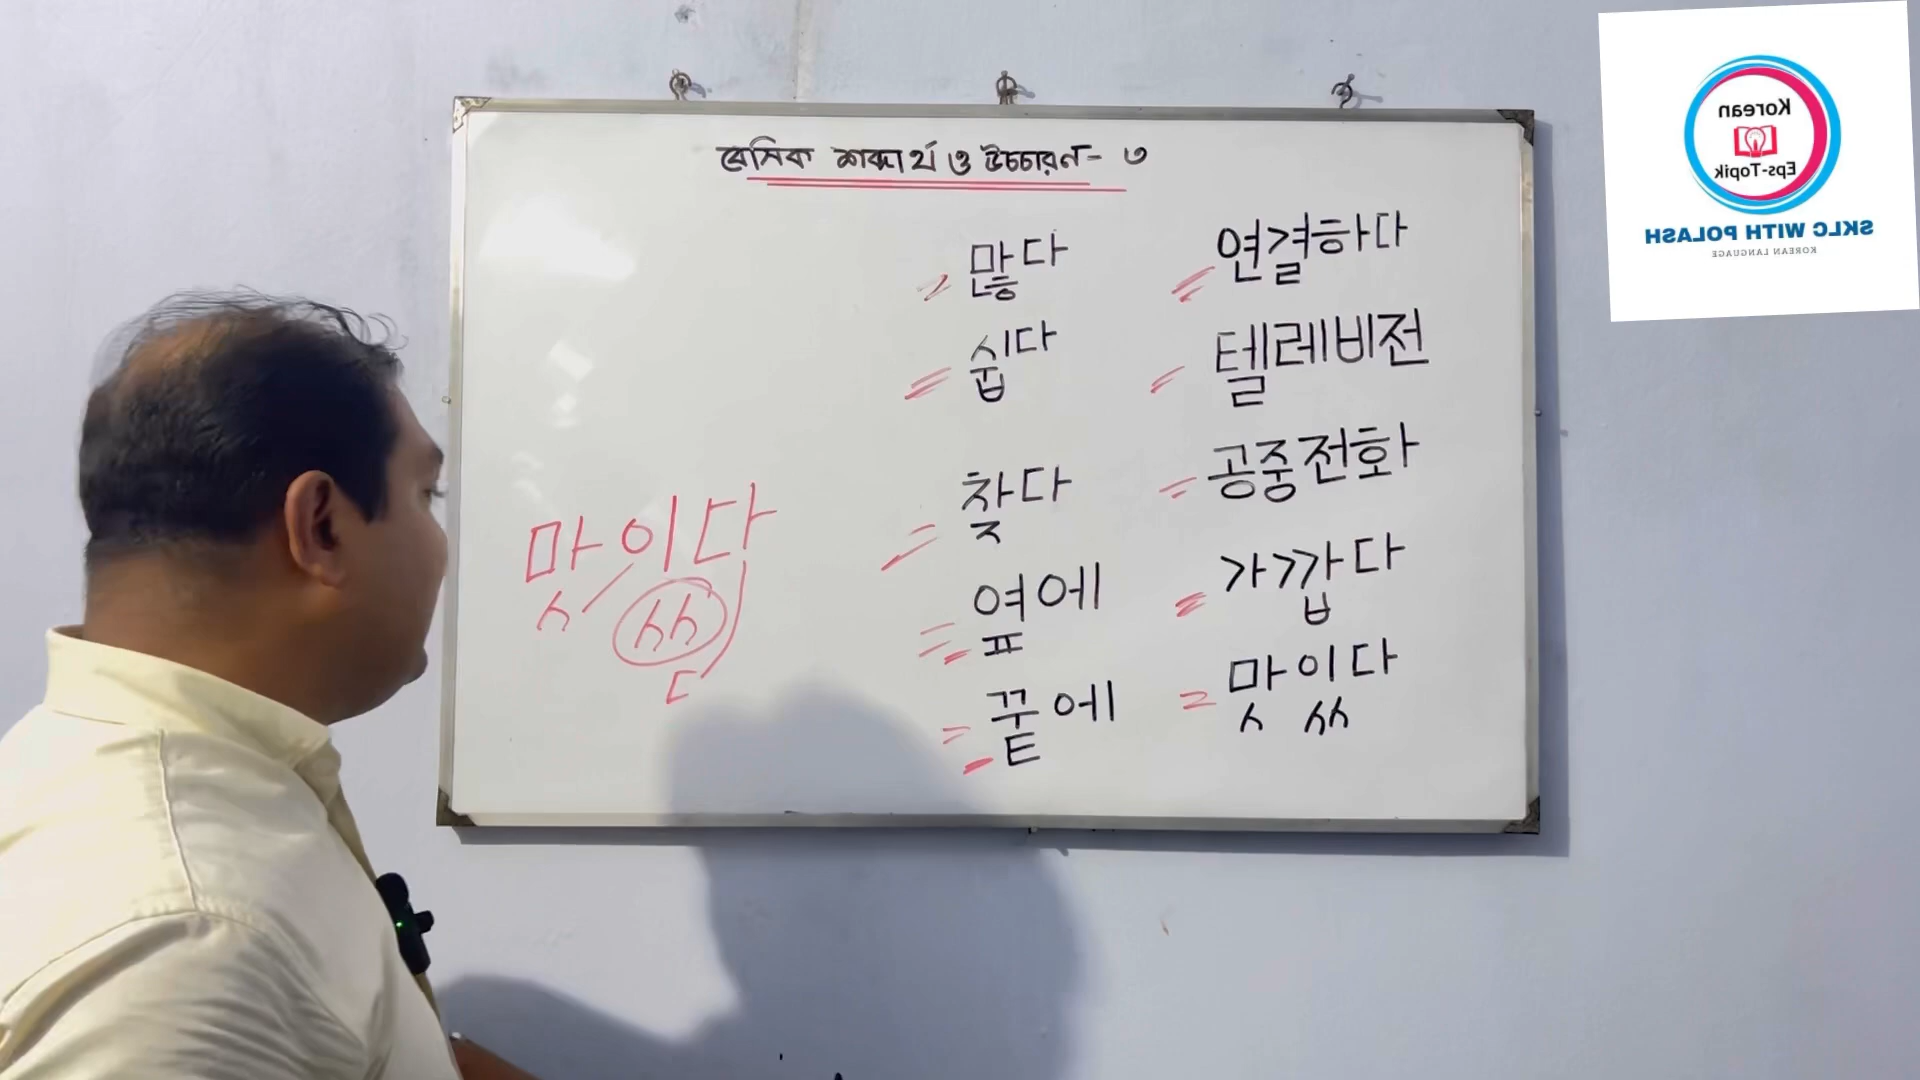 বেসিক শব্দার্থ ও উচ্চারন - ৩
많다
쉽다
찾다
옆에
끝에
연결하다
텔레비전
공중전화
가깝다
맛있다
맛있다
ㄷ
Korean
Eps-Topik
SKLC WITH POLASH
KOREAN LANGUAGE